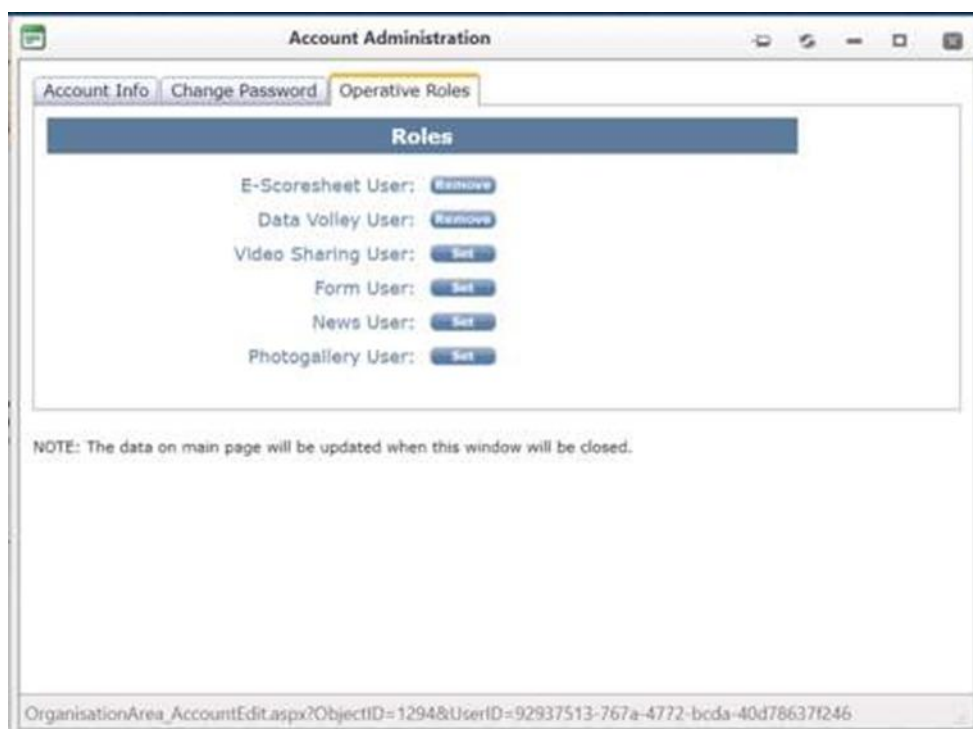 Account Administration
Account Info Change Password Operative Roles
Roles
E-Scoresheet User: Remove
Data Volley User: Remove
Video Sharing User: Set
Form User: Set
News User: Set
Photogallery User: Set
NOTE: The data on main page will be updated when this window will be closed.
OrganisationArea_AccountEdit.aspx?ObjectID=1294&UserID=92937513-767a-4772-bcda-40d78637f246